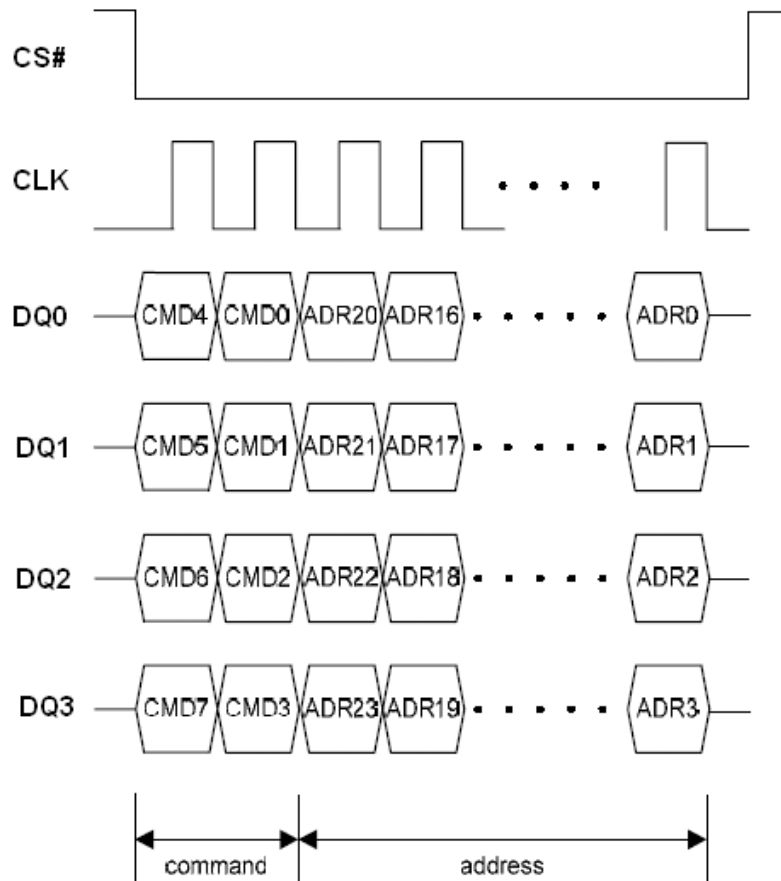 CS#
CLK
DQ0 CMD4 CMD0 ADR20 ADR16 ADR0
DQ1 CMD5 CMD1 ADR21 ADR17 ADR1
DQ2 CMD6 CMD2 ADR22 ADR18 ADR2
DQ3 CMD7 CMD3 ADR23 ADR19 ADR3
command address